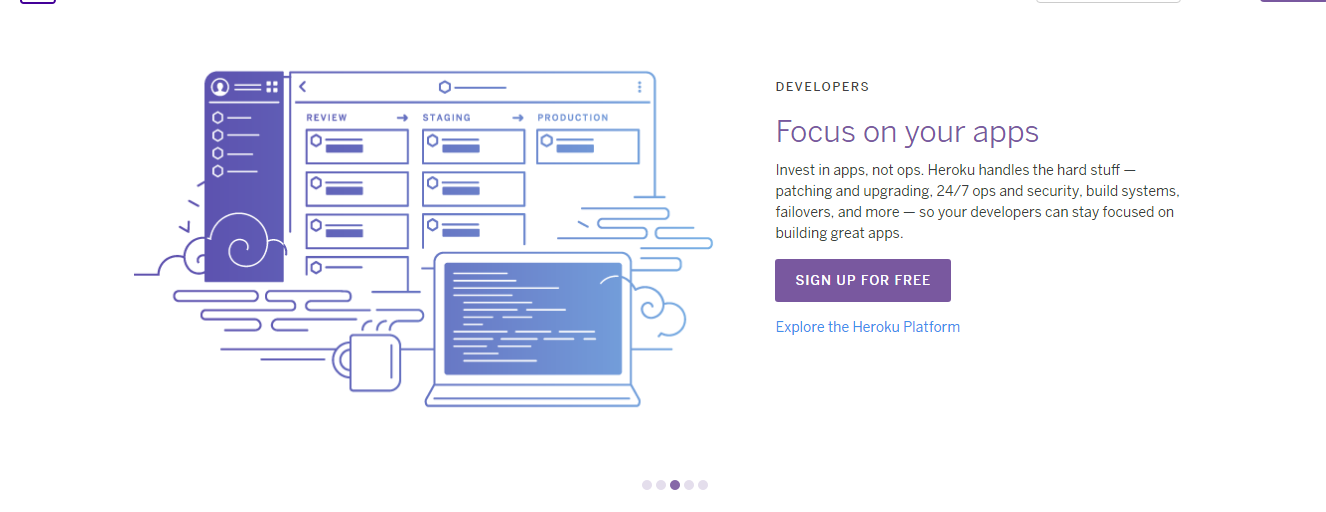 DEVELOPERS
Focus on your apps
Invest in apps, not ops. Heroku handles the hard stuff —
patching and upgrading, 24/7 ops and security, build systems,
failovers, and more — so your developers can stay focused on
building great apps.
SIGN UP FOR FREE
Explore the Heroku Platform
REVIEW
STAGING
PRODUCTION